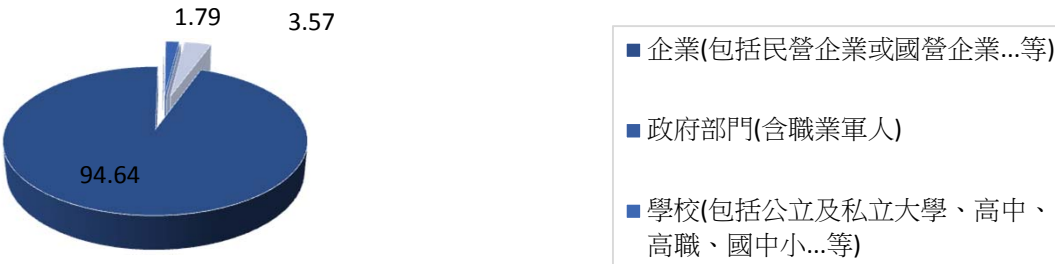 1.79
3.57
94.64
■ 企業(包括民營企業或國營企業...等)
■ 政府部門(含職業軍人)
■ 學校(包括公立及私立大學、高中、
高職、國中小...等)